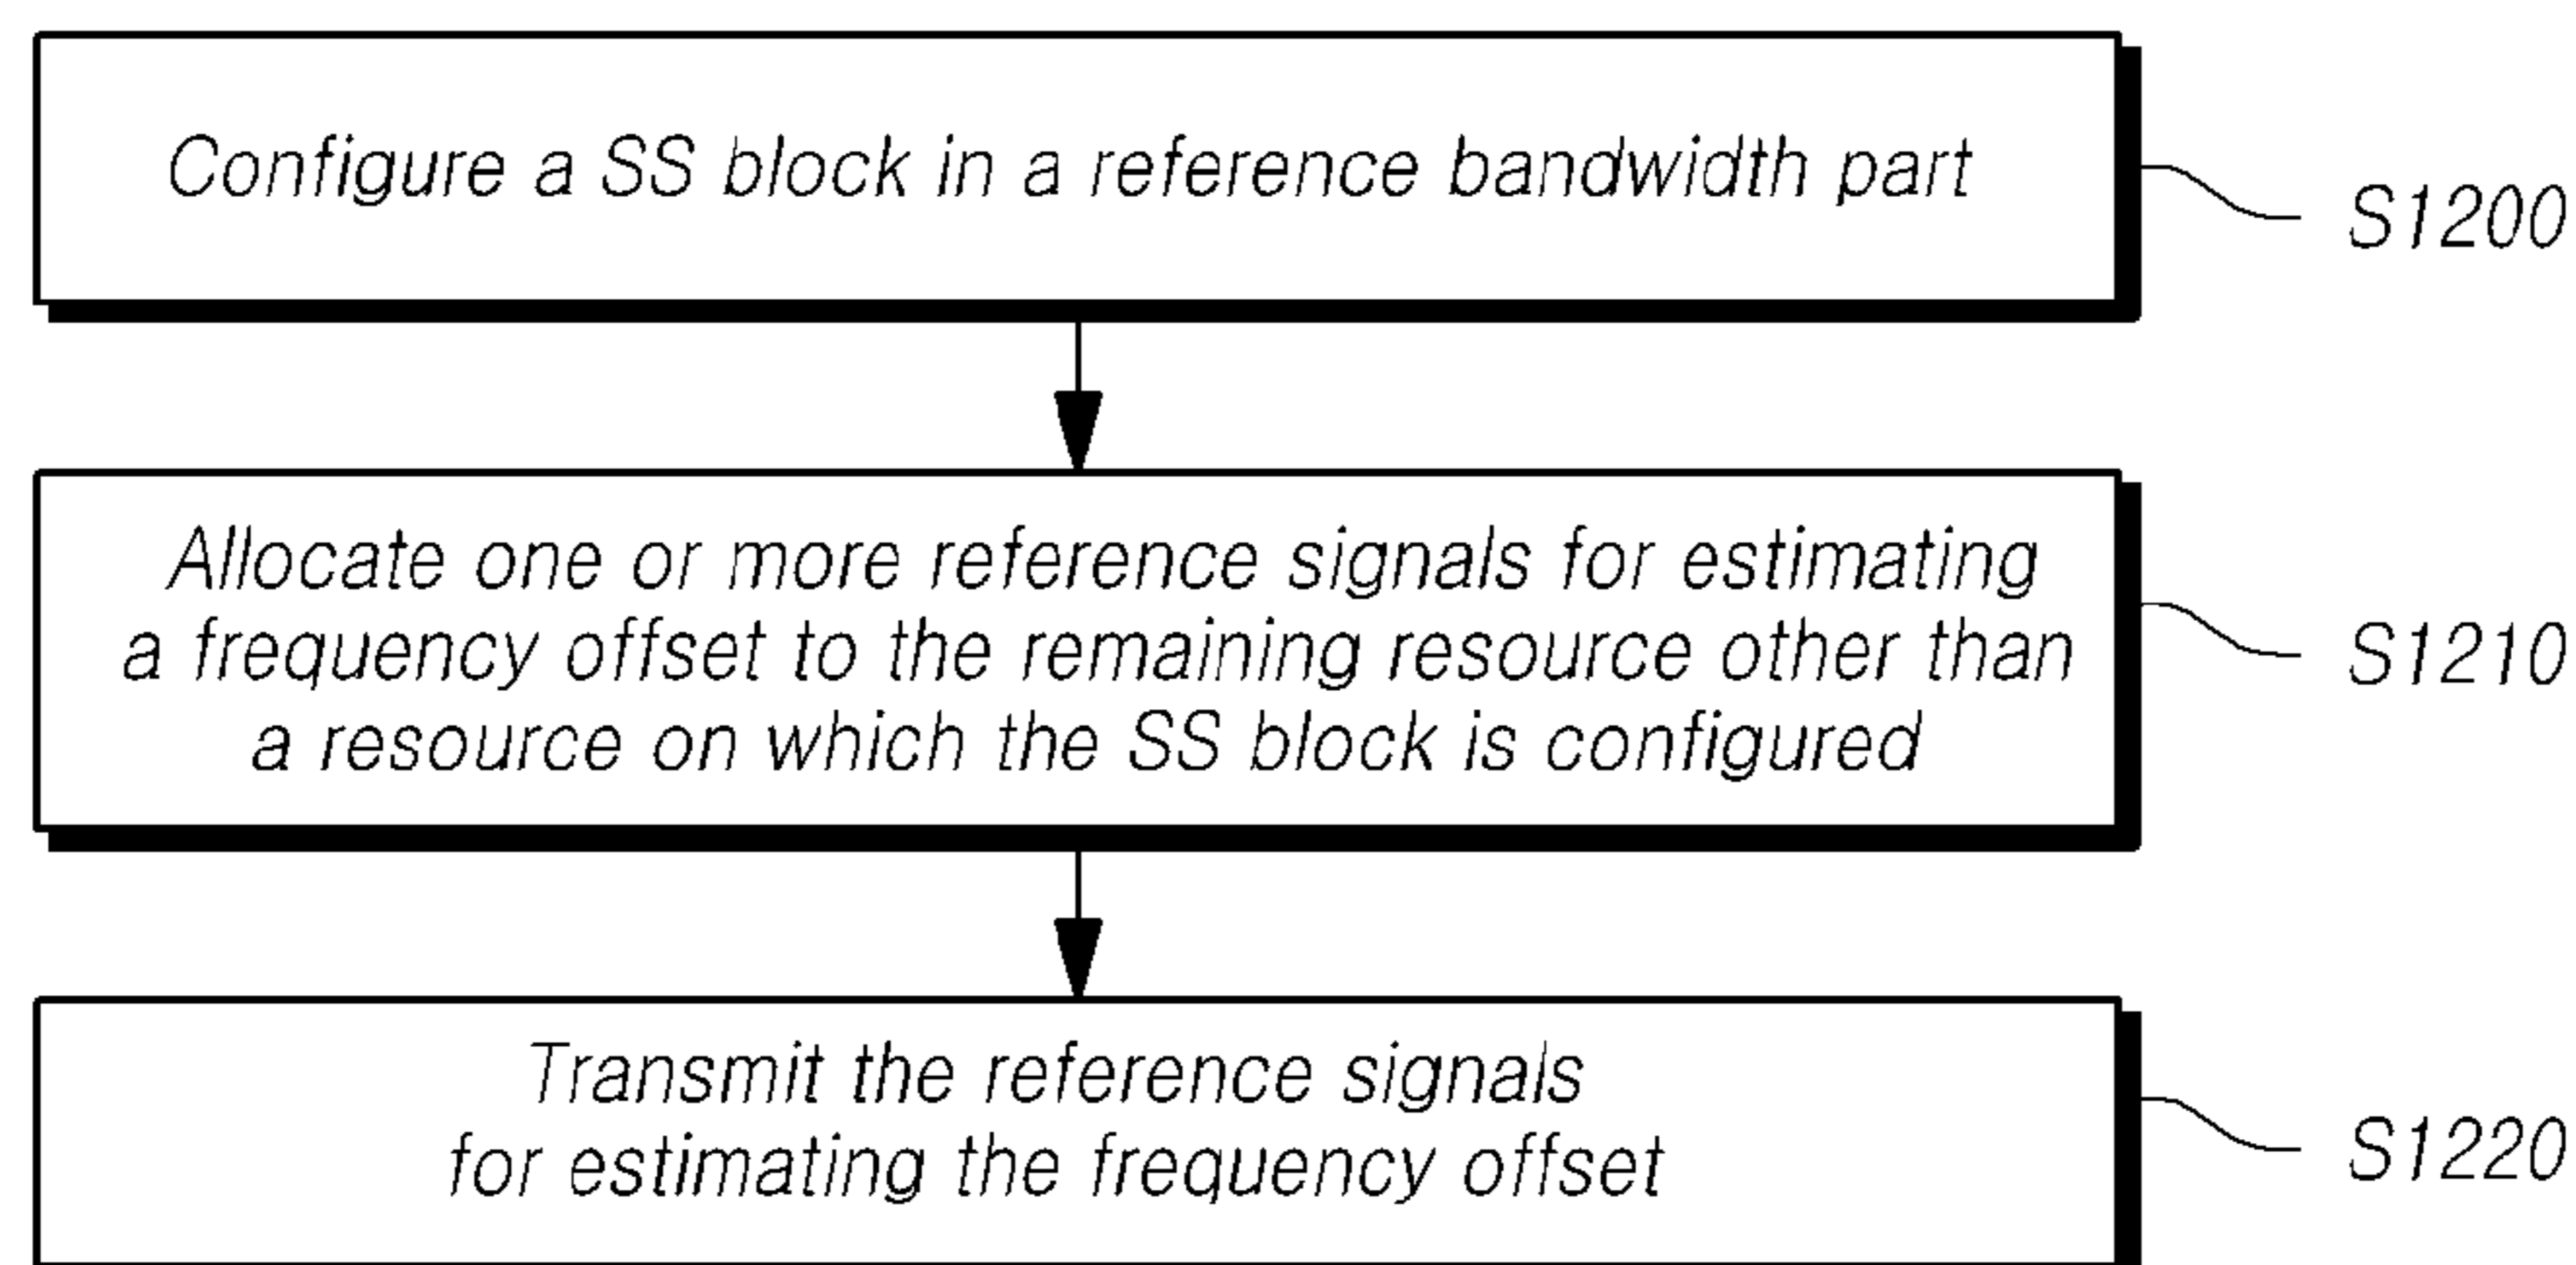 Configure a SS block in a reference bandwidth part
S1200
Allocate one or more reference signals for estimating
a frequency offset to the remaining resource other than
a resource on which the SS block is configured
S1210
Transmit the reference signals
for estimating the frequency offset
S1220